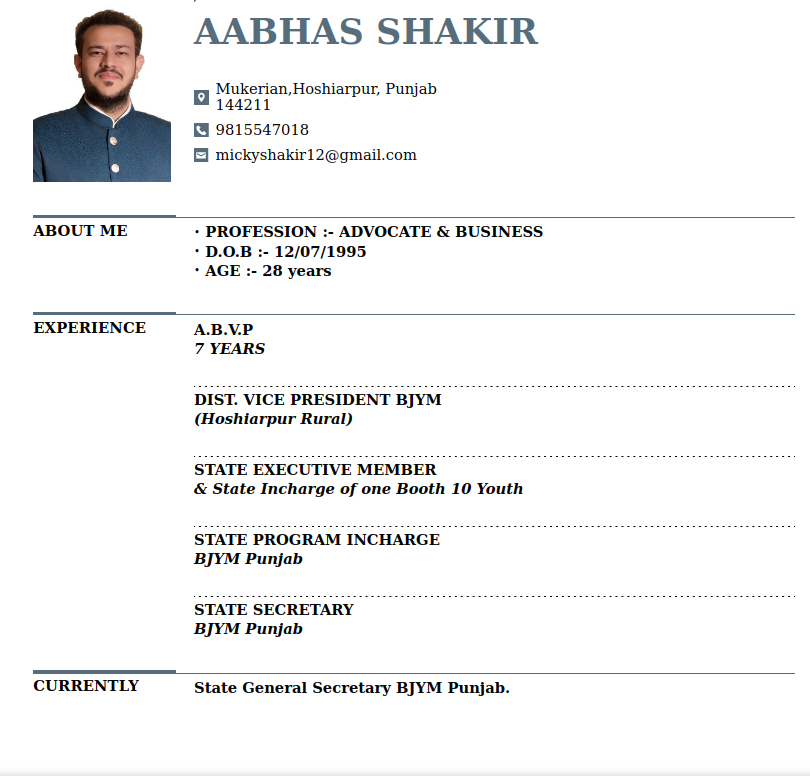 AABHAS SHAKIR
Mukerian,Hoshiarpur, Punjab
144211
9815547018
mickyshakir12@gmail.com
ABOUT ME
· PROFESSION :- ADVOCATE & BUSINESS
· D.O.B :- 12/07/1995
· AGE :- 28 years
EXPERIENCE
A.B.V.P
7 YEARS
DIST. VICE PRESIDENT BJYM
(Hoshiarpur Rural)
STATE EXECUTIVE MEMBER
& State Incharge of one Booth 10 Youth
STATE PROGRAM INCHARGE
BJYM Punjab
STATE SECRETARY
BJYM Punjab
CURRENTLY
State General Secretary BJYM Punjab.